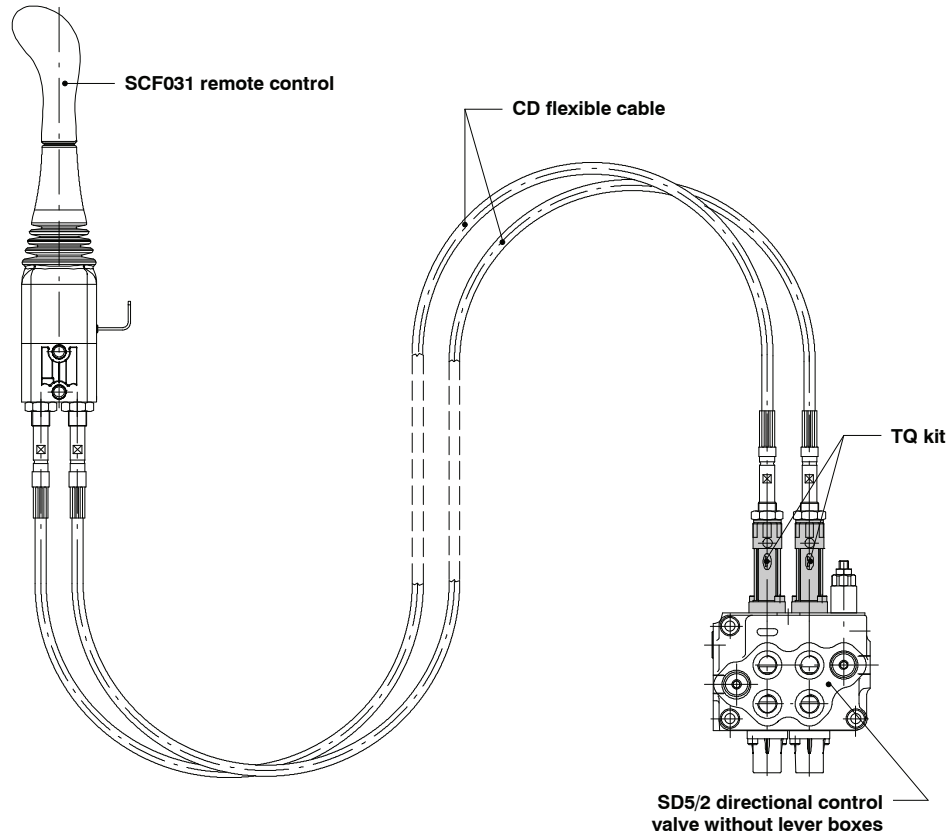 SCF031 remote control
CD flexible cable
TQ kit
SD5/2 directional control
valve without lever boxes